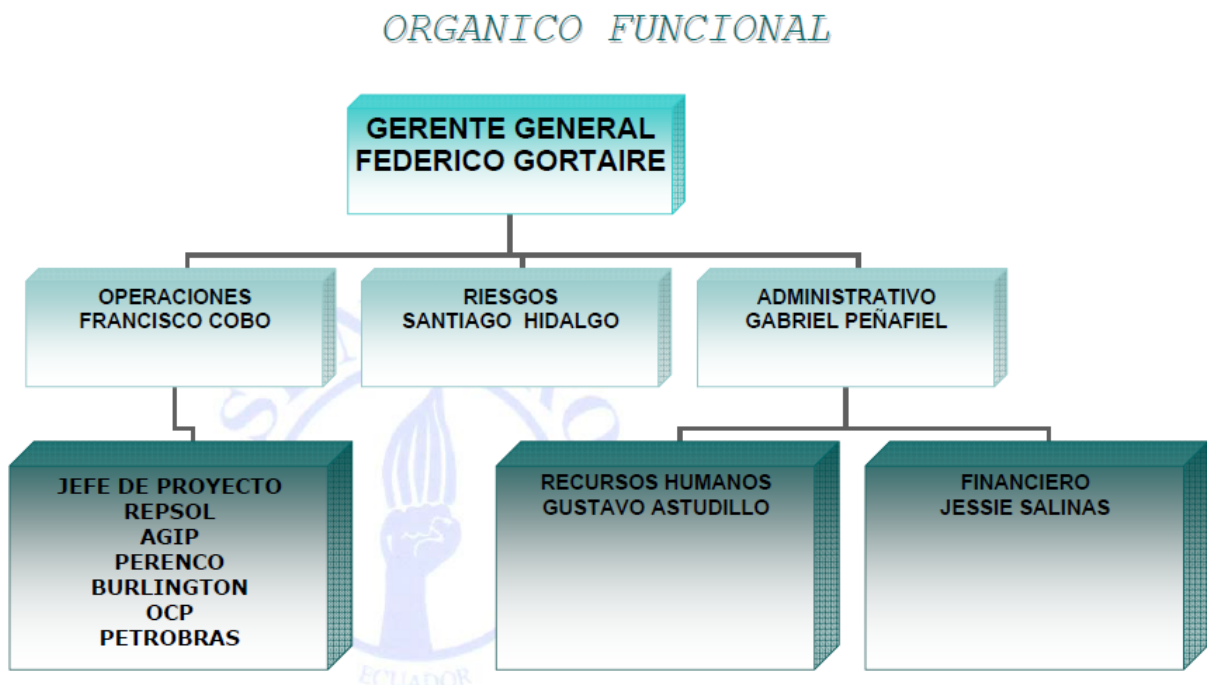 ORGANICO FUNCIONAL
GERENTE GENERAL
FEDERICO GORTAIRE
OPERACIONES
FRANCISCO COBO
RIESGOS
SANTIAGO HIDALGO
ADMINISTRATIVO
GABRIEL PEÑAFIEL
JEFE DE PROYECTO
REPSOL
AGIP
PERENCO
BURLINGTON
OCP
PETROBRAS
RECURSOS HUMANOS
GUSTAVO ASTUDILLO
FINANCIERO
JESSIE SALINAS
ECUADOR